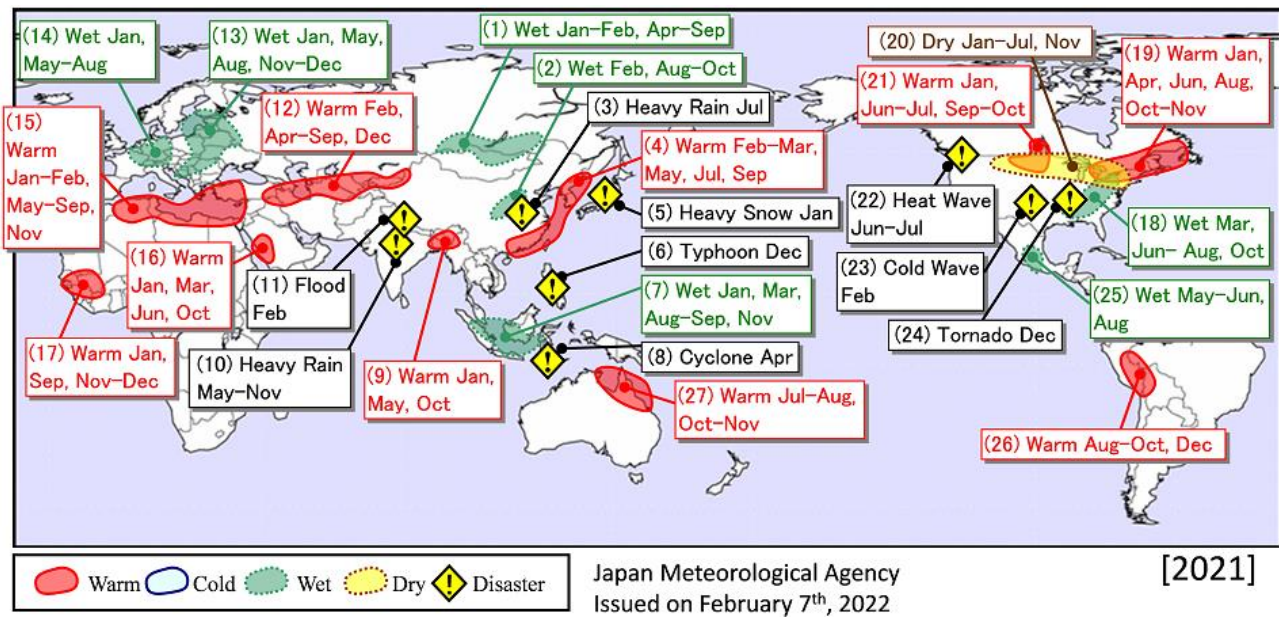 (14) Wet Jan,
May-Aug
(13) Wet Jan, May,
Aug, Nov-Dec
(1) Wet Jan-Feb, Apr-Sep
(2) Wet Feb, Aug-Oct
(20) Dry Jan-Jul, Nov
(19) Warm Jan,
Apr, Jun, Aug,
Oct-Nov
(21) Warm Jan,
Jun-Jul, Sep-Oct
(12) Warm Feb,
Apr-Sep, Dec
(3) Heavy Rain Jul
(15)
Warm
Jan-Feb,
May-Sep,
Nov
(4) Warm Feb-Mar,
May, Jul, Sep
(5) Heavy Snow Jan
(22) Heat Wave
Jun-Jul
(18) Wet Mar,
Jun- Aug, Oct
(16) Warm
Jan, Mar,
Jun, Oct
(11) Flood
Feb
(6) Typhoon Dec
(23) Cold Wave
Feb
(7) Wet Jan, Mar,
Aug-Sep, Nov
(25) Wet May-Jun,
Aug
(24) Tornado Dec
(17) Warm Jan,
Sep, Nov-Dec
(10) Heavy Rain
May-Nov
(9) Warm Jan,
May, Oct
(8) Cyclone Apr
(27) Warm Jul-Aug,
Oct-Nov
(26) Warm Aug-Oct, Dec
Warm Cold Wet Dry Disaster
Japan Meteorological Agency
Issued on February 7th, 2022
[2021]